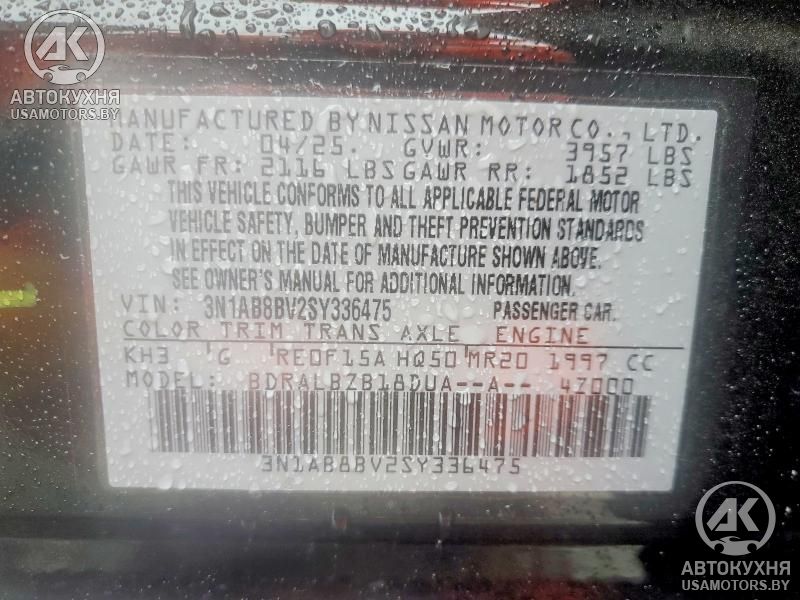 AK
АВТОКУХНЯ
USAMOTORS.BY
MANUFACTURED BY NISSAN MOTOR CO., LTD.
DATE: 04/25. GVWR: 3957 LBS
GAWR FR: 2116 LBS GAWR RR: 1852 LBS
THIS VEHICLE CONFORMS TO ALL APPLICABLE FEDERAL MOTOR
VEHICLE SAFETY, BUMPER AND THEFT PREVENTION STANDARDS
IN EFFECT ON THE DATE OF MANUFACTURE SHOWN ABOVE.
SEE OWNER'S MANUAL FOR ADDITIONAL INFORMATION.
VIN: 3N1AB8BV2SY336475 PASSENGER CAR
COLOR TRIM TRANS AXLE ENGINE
KH3 G RE0F15A HQ50 MR20 1997 CC
MODEL: BDRALBZB18DUA--A-- 4Z000
3N1AB8BV2SY336475
AK
АВТОКУХНЯ
USAMOTORS.BY